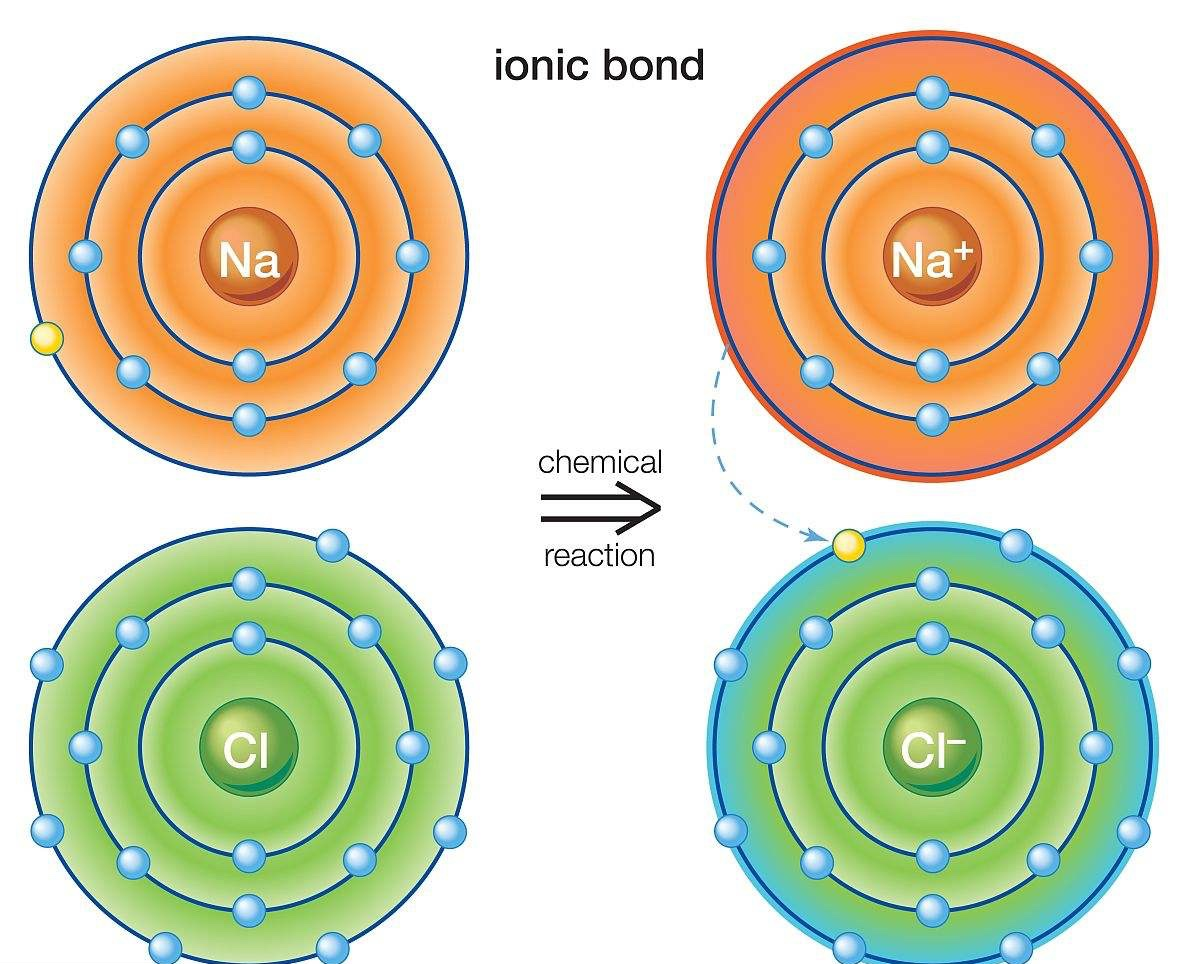 ionic bond
Na
Na⁺
chemical
reaction
Cl
Cl⁻